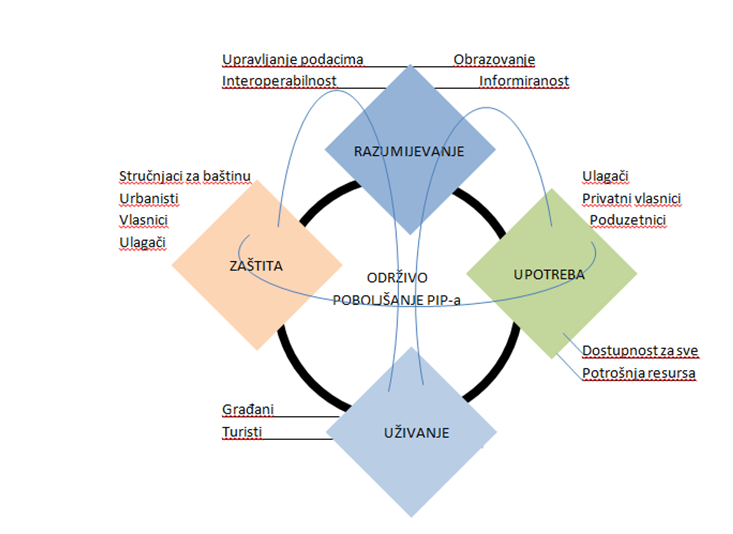 Upravljanje podacima
Obrazovanje
Interoperabilnost
Informiranost
RAZUMIJEVANJE
Stručnjaci za baštinu
Urbanisti
Vlasnici
Ulagači
ZAŠTITA
Ulagači
Privatni vlasnici
Poduzetnici
UPOTREBA
ODRŽIVO
POBOLJŠANJE PIP-a
Dostupnost za sve
Potrošnja resursa
Građani
Turisti
UŽIVANJE